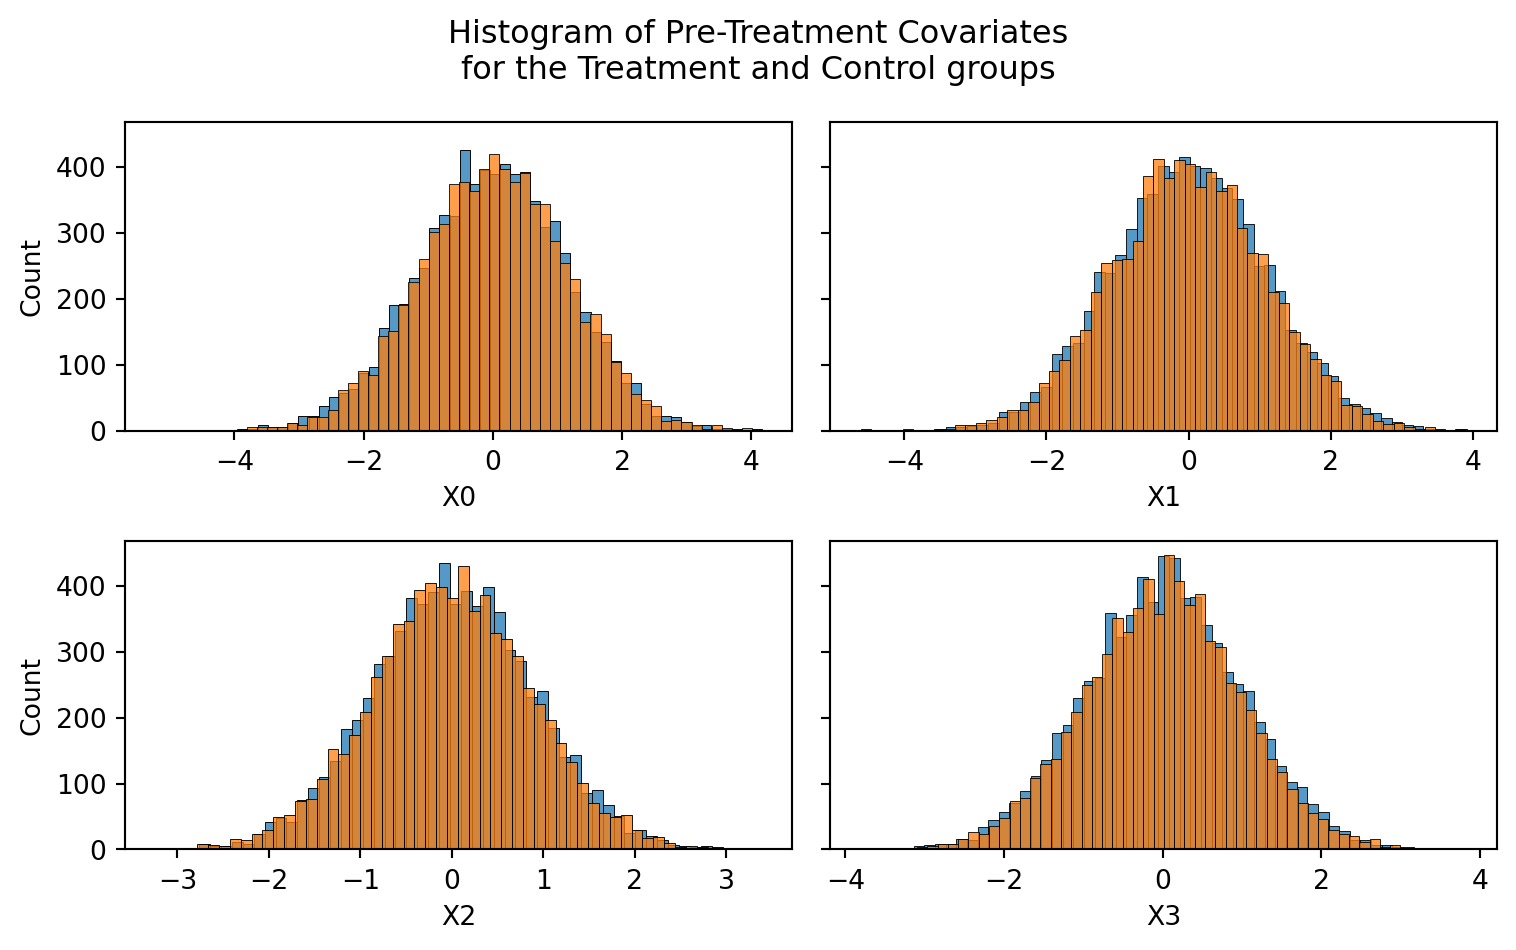 Histogram of Pre-Treatment Covariates
for the Treatment and Control groups
400
300
200
100
0
Count
−4 −2 0 2 4
X0
−4 −2 0 2 4
X1
400
300
200
100
0
Count
−3 −2 −1 0 1 2 3
X2
−4 −2 0 2 4
X3